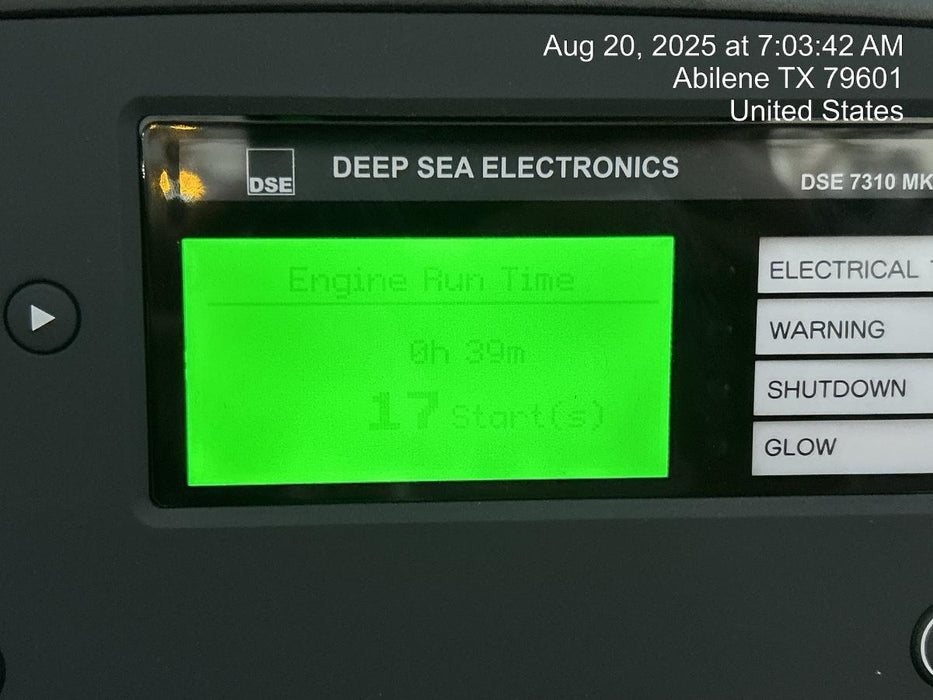 Aug 20, 2025 at 7:03:42 AM
Abilene TX 79601
United States
DSE
DEEP SEA ELECTRONICS
DSE 7310 MK
Engine Run Time
0h 39m
17 Start(s)
ELECTRICAL
WARNING
SHUTDOWN
GLOW